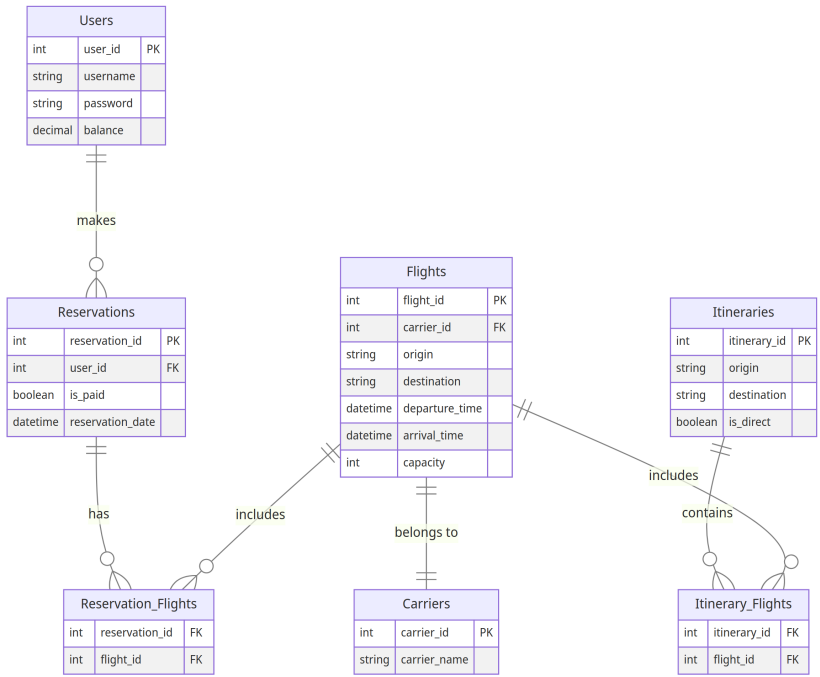 Users
int user_id PK
string username
string password
decimal balance
makes
Reservations
int reservation_id PK
int user_id FK
boolean is_paid
datetime reservation_date
Flights
int flight_id PK
int carrier_id FK
string origin
string destination
datetime departure_time
datetime arrival_time
int capacity
Itineraries
int itinerary_id PK
string origin
string destination
boolean is_direct
has
includes
belongs to
includes
contains
Reservation_Flights
int reservation_id FK
int flight_id FK
Carriers
int carrier_id PK
string carrier_name
Itinerary_Flights
int itinerary_id FK
int flight_id FK